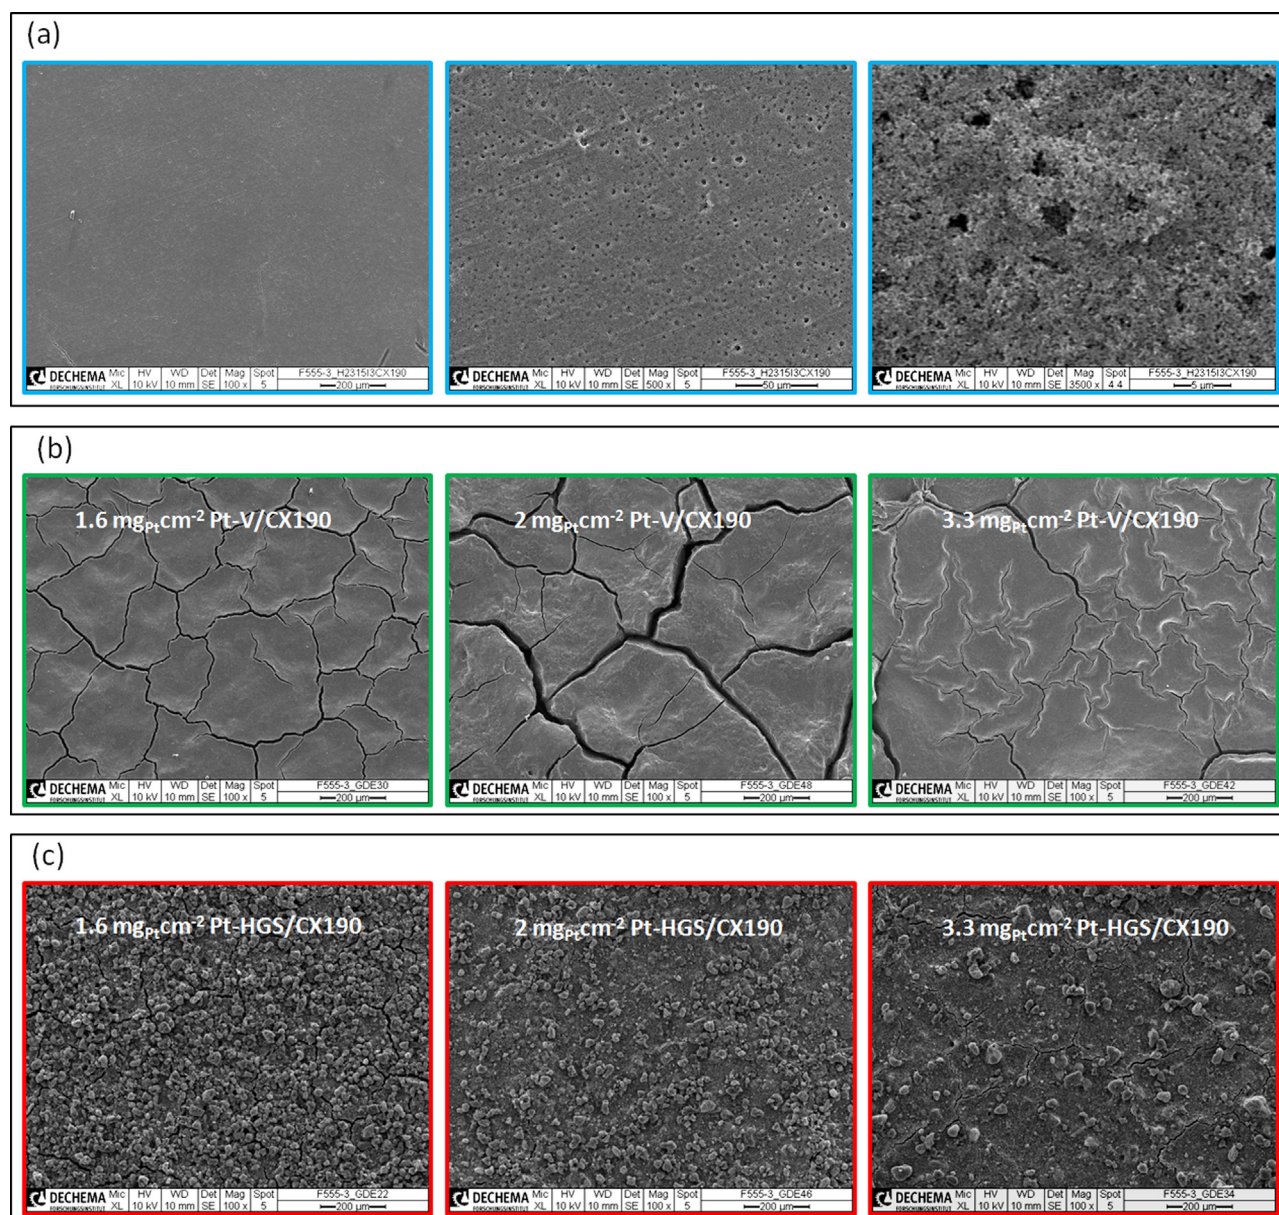 (a)
DECHEMA FORSCHUNGSINSTITUT Mic XL HV 10 kV WD 10 mm Det SE Mag 100 x Spot 5 F555-3_H2315I3CX190 200 µm
DECHEMA FORSCHUNGSINSTITUT Mic XL HV 10 kV WD 10 mm Det SE Mag 500 x Spot 5 F555-3_H2315I3CX190 50 µm
DECHEMA FORSCHUNGSINSTITUT Mic XL HV 10 kV WD 10 mm Det SE Mag 3500 x Spot 4.4 F555-3_H2315I3CX190 5 µm
(b)
1.6 mgPtcm-2 Pt-V/CX190
DECHEMA FORSCHUNGSINSTITUT Mic XL HV 10 kV WD 10 mm Det SE Mag 100 x Spot 5 F555-3_GDE30 200 µm
2 mgPtcm-2 Pt-V/CX190
DECHEMA FORSCHUNGSINSTITUT Mic XL HV 10 kV WD 10 mm Det SE Mag 100 x Spot 5 F555-3_GDE48 200 µm
3.3 mgPtcm-2 Pt-V/CX190
DECHEMA FORSCHUNGSINSTITUT Mic XL HV 10 kV WD 10 mm Det SE Mag 100 x Spot 5 F555-3_GDE42 200 µm
(c)
1.6 mgPtcm-2 Pt-HGS/CX190
DECHEMA FORSCHUNGSINSTITUT Mic XL HV 10 kV WD 10 mm Det SE Mag 100 x Spot 5 F555-3_GDE22 200 µm
2 mgPtcm-2 Pt-HGS/CX190
DECHEMA FORSCHUNGSINSTITUT Mic XL HV 10 kV WD 10 mm Det SE Mag 100 x Spot 5 F555-3_GDE46 200 µm
3.3 mgPtcm-2 Pt-HGS/CX190
DECHEMA FORSCHUNGSINSTITUT Mic XL HV 10 kV WD 10 mm Det SE Mag 100 x Spot 5 F555-3_GDE34 200 µm